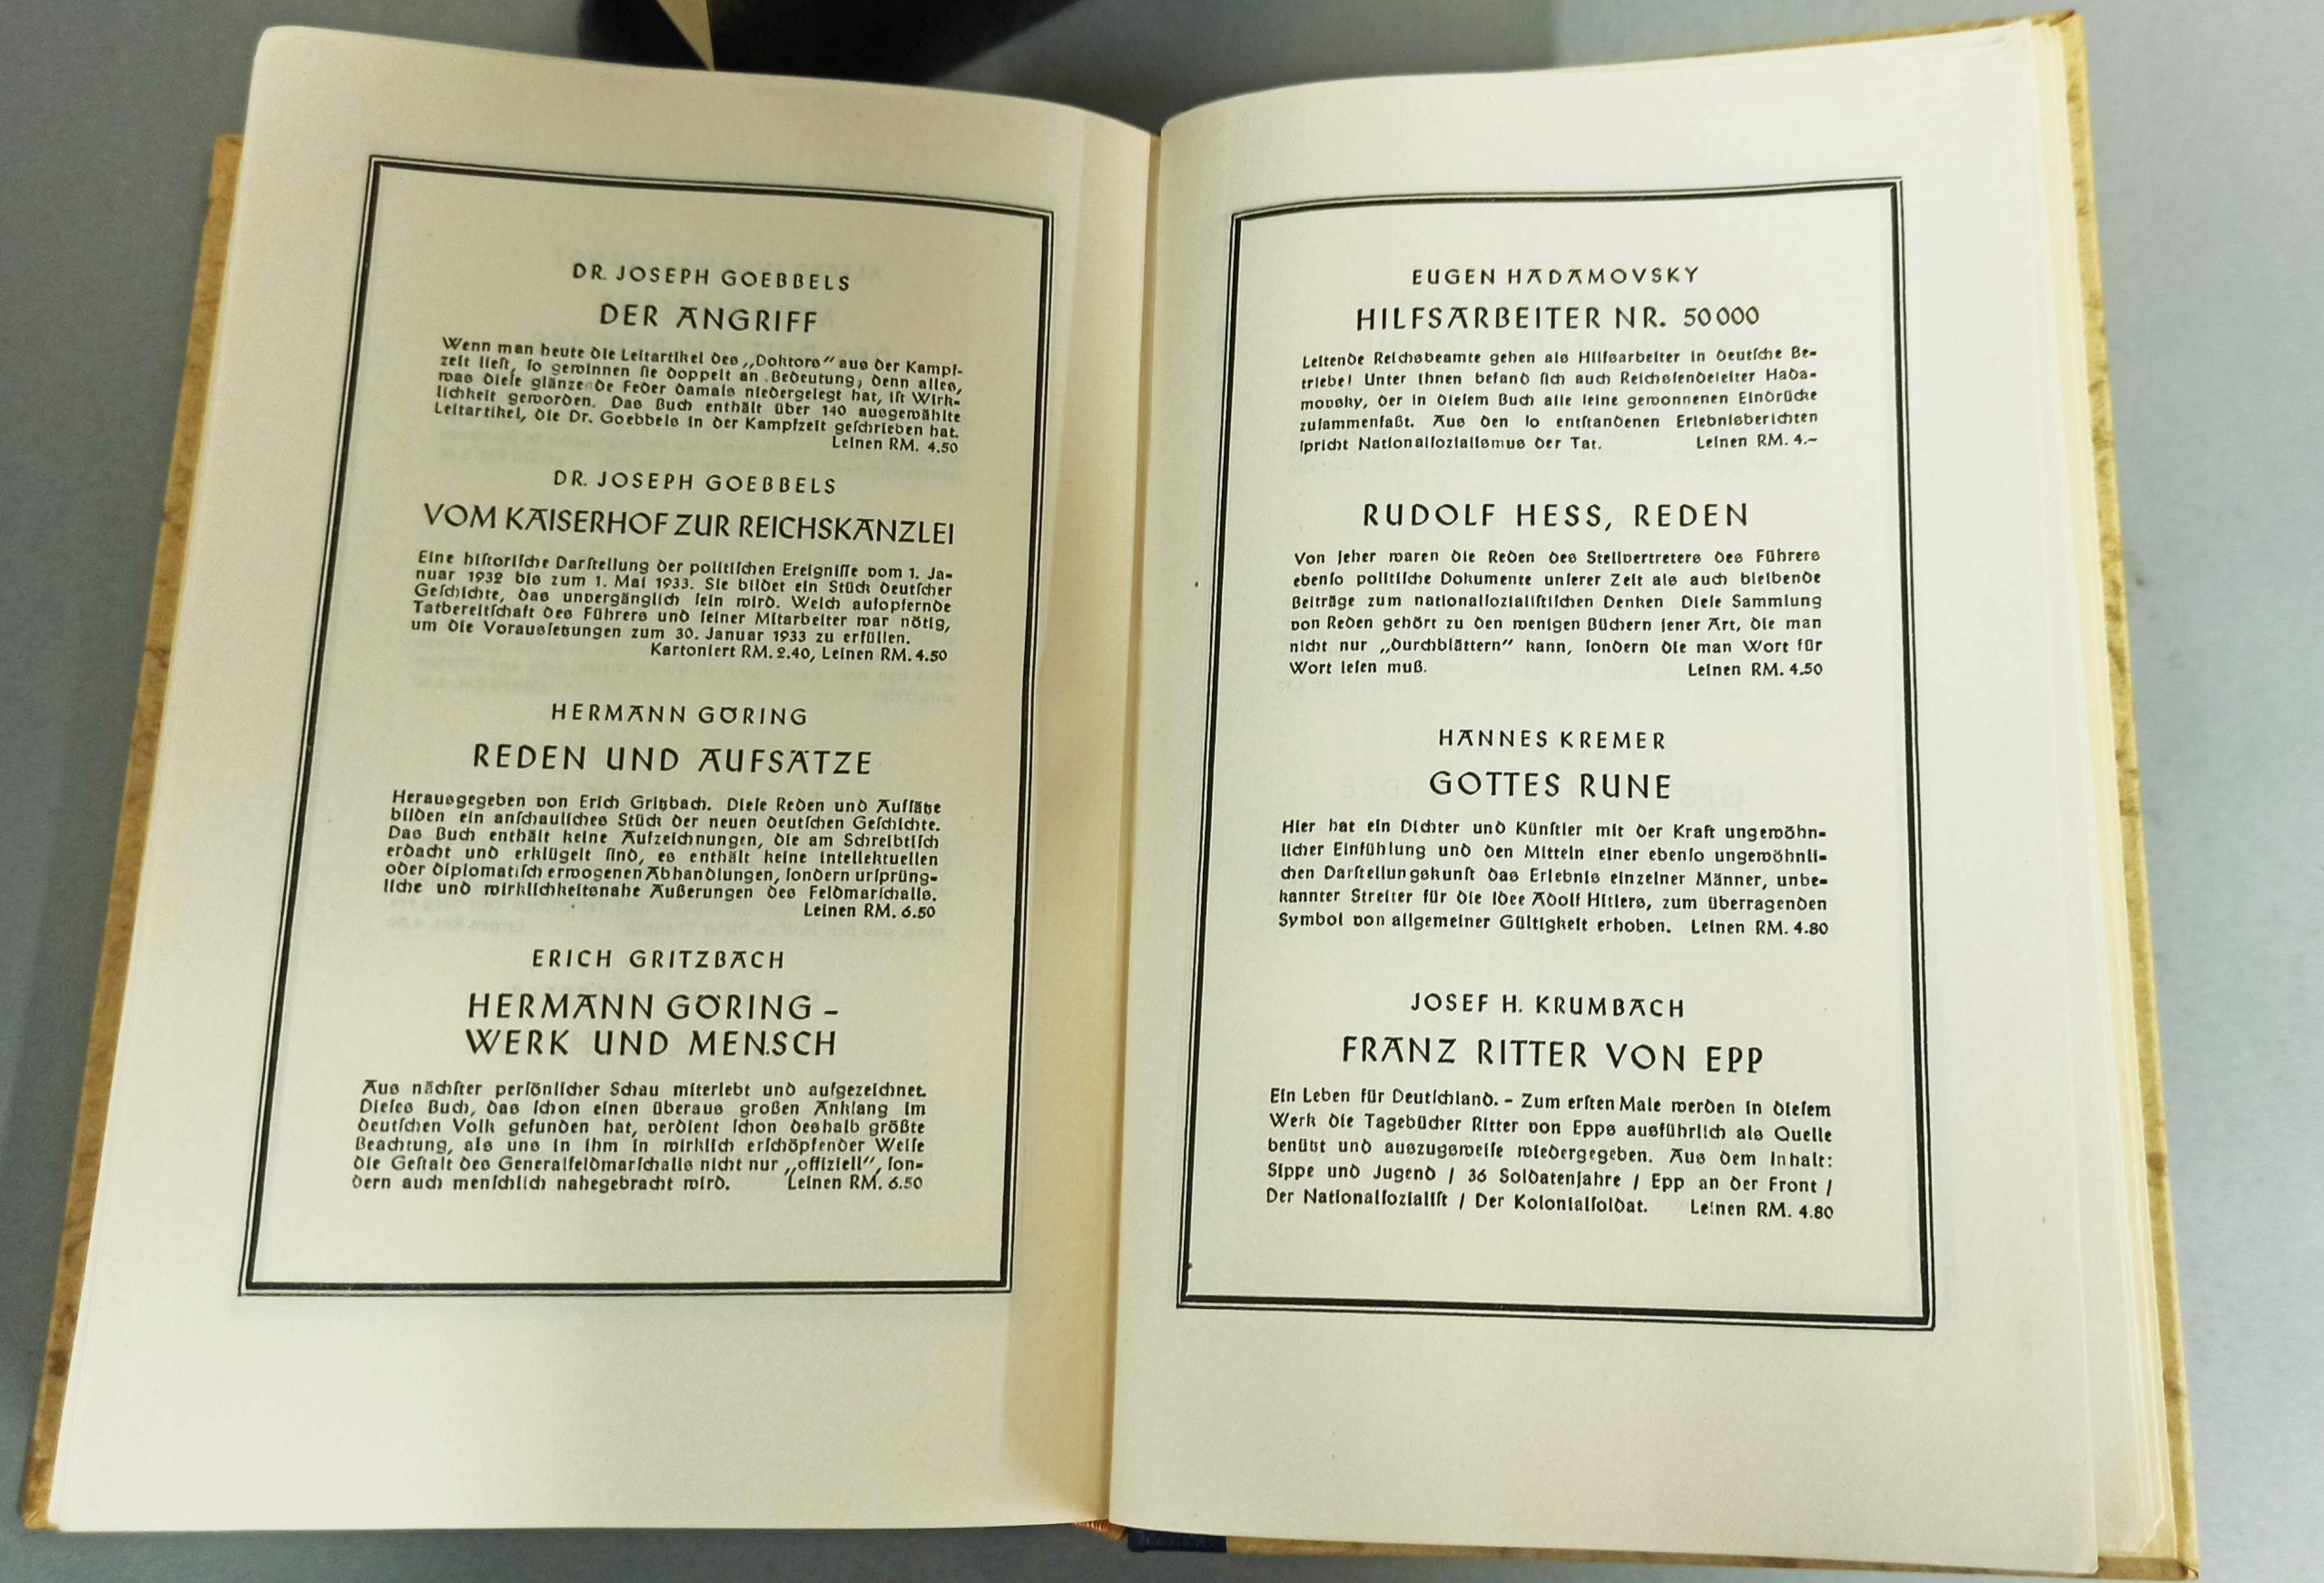 DR. JOSEPH GOEBBELS
DER ANGRIFF
Wenn man heute die Leitartikel des „Doktors“ aus der Kampf-
zeit lieſt, ſo gewinnen ſie doppelt an Bedeutung, denn alles,
was dieſe glänzende Feder damals niedergelegt hat, iſt Wirk-
lichkeit geworden. Das Buch enthält über 140 ausgewählte
Leitartikel, die Dr. Goebbels in der Kampfzeit geſchrieben hat.
Leinen RM. 4.50
DR. JOSEPH GOEBBELS
VOM KAISERHOF ZUR REICHSKANZLEI
Eine hiſtoriſche Darſtellung der politiſchen Ereigniſſe vom 1. Ja-
nuar 1932 bis zum 1. Mai 1933. Sie bildet ein Stück deutſcher
Geſchichte, das unvergänglich ſein wird. Welch aufopfernde
Tatbereitſchaft des Führers und ſeiner Mitarbeiter war nötig,
um die Vorausſetzungen zum 30. Januar 1933 zu erfüllen.
Kartoniert RM. 2.40, Leinen RM. 4.50
HERMANN GÖRING
REDEN UND AUFSÄTZE
Herausgegeben von Erich Gritzbach. Dieſe Reden und Aufſätze
bilden ein anſchauliches Stück der neuen deutſchen Geſchichte.
Das Buch enthält keine Aufzeichnungen, die am Schreibtiſch
erdacht und erklügelt ſind, es enthält keine intellektuellen
oder diplomatiſch erwogenen Abhandlungen, ſondern urſprüng-
liche und wirklichkeitsnahe Äußerungen des Feldmarſchalls.
Leinen RM. 6.50
ERICH GRITZBACH
HERMANN GÖRING –
WERK UND MENSCH
Aus nächſter perſönlicher Schau miterlebt und aufgezeichnet.
Dieſes Buch, das ſchon einen überaus großen Anklang im
deutſchen Volk gefunden hat, verdient ſchon deshalb größte
Beachtung, als uns in ihm in wirklich erſchöpfender Weiſe
die Geſtalt des Generalfeldmarſchalls nicht nur „offiziell“, ſon-
dern auch menſchlich nahegebracht wird. Leinen RM. 6.50
EUGEN HADAMOVSKY
HILFSARBEITER NR. 50000
Leitende Reichsbeamte gehen als Hilfsarbeiter in deutſche Be-
triebe! Unter ihnen befand ſich auch Reichsſendeleiter Hada-
movsky, der in dieſem Buch alle ſeine gewonnenen Eindrücke
zuſammenfaßt. Aus den ſo entſtandenen Erlebnisberichten
ſpricht Nationalſozialismus der Tat. Leinen RM. 4.–
RUDOLF HESS, REDEN
Von jeher waren die Reden des Stellvertreters des Führers
ebenſo politiſche Dokumente unſerer Zeit als auch bleibende
Beiträge zum nationalſozialiſtiſchen Denken Dieſe Sammlung
von Reden gehört zu den wenigen Büchern jener Art, die man
nicht nur „durchblättern“ kann, ſondern die man Wort für
Wort leſen muß. Leinen RM. 4.50
HANNES KREMER
GOTTES RUNE
Hier hat ein Dichter und Künſtler mit der Kraft ungewöhn-
licher Einfühlung und den Mitteln einer ebenſo ungewöhnli-
chen Darſtellungskunſt das Erlebnis einzelner Männer, unbe-
kannter Streiter für die Idee Adolf Hitlers, zum überragenden
Symbol von allgemeiner Gültigkeit erhoben. Leinen RM. 4.80
JOSEF H. KRUMBACH
FRANZ RITTER VON EPP
Ein Leben für Deutſchland. – Zum erſten Male werden in dieſem
Werk die Tagebücher Ritter von Epps ausführlich als Quelle
benützt und auszugsweiſe wiedergegeben. Aus dem Inhalt:
Sippe und Jugend / 36 Soldatenjahre / Epp an der Front /
Der Nationalſozialiſt / Der Kolonialſoldat. Leinen RM. 4.80